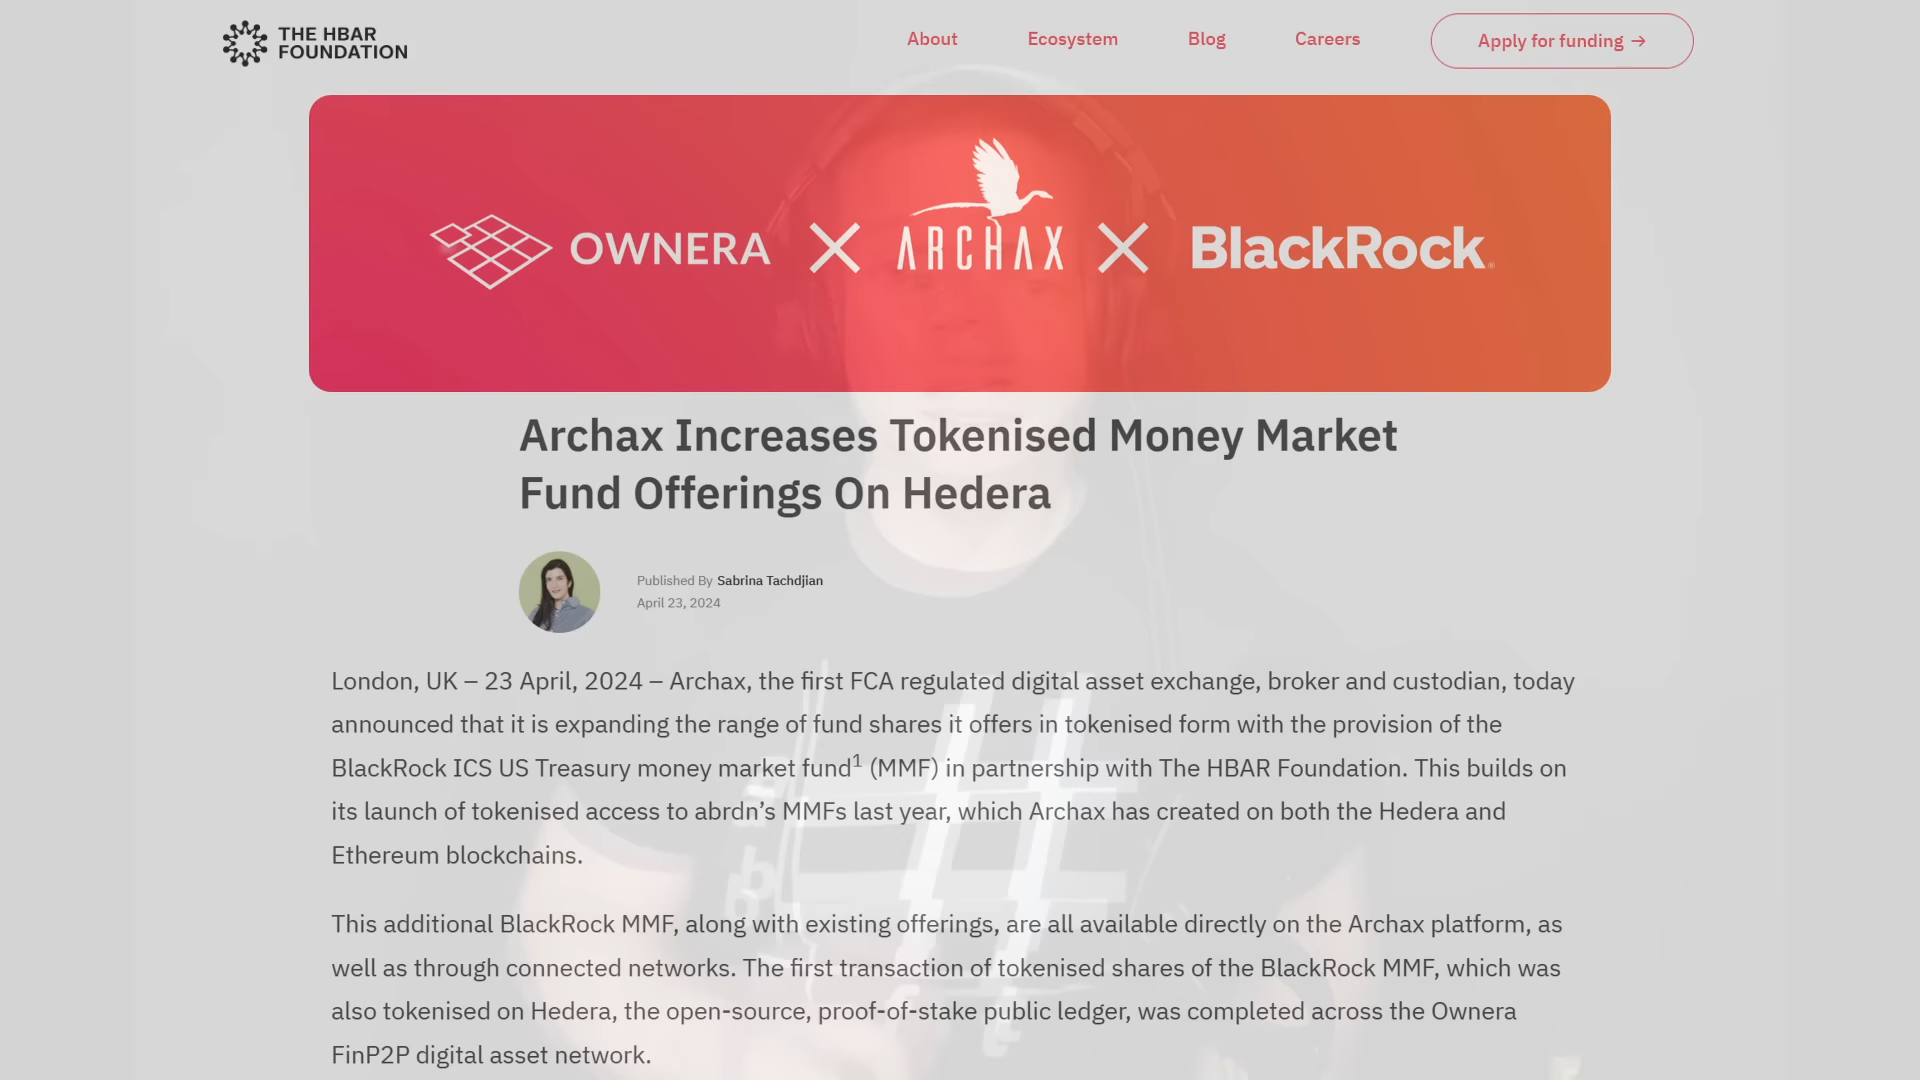 THE HBAR
FOUNDATION
About
Ecosystem
Blog
Careers
Apply for funding →
OWNERA
ARCHAX
BlackRock®
Archax Increases Tokenised Money Market
Fund Offerings On Hedera
Published By Sabrina Tachdjian
April 23, 2024
London, UK – 23 April, 2024 – Archax, the first FCA regulated digital asset exchange, broker and custodian, today
announced that it is expanding the range of fund shares it offers in tokenised form with the provision of the
BlackRock ICS US Treasury money market fund¹ (MMF) in partnership with The HBAR Foundation. This builds on
its launch of tokenised access to abrdn’s MMFs last year, which Archax has created on both the Hedera and
Ethereum blockchains.
This additional BlackRock MMF, along with existing offerings, are all available directly on the Archax platform, as
well as through connected networks. The first transaction of tokenised shares of the BlackRock MMF, which was
also tokenised on Hedera, the open-source, proof-of-stake public ledger, was completed across the Ownera
FinP2P digital asset network.